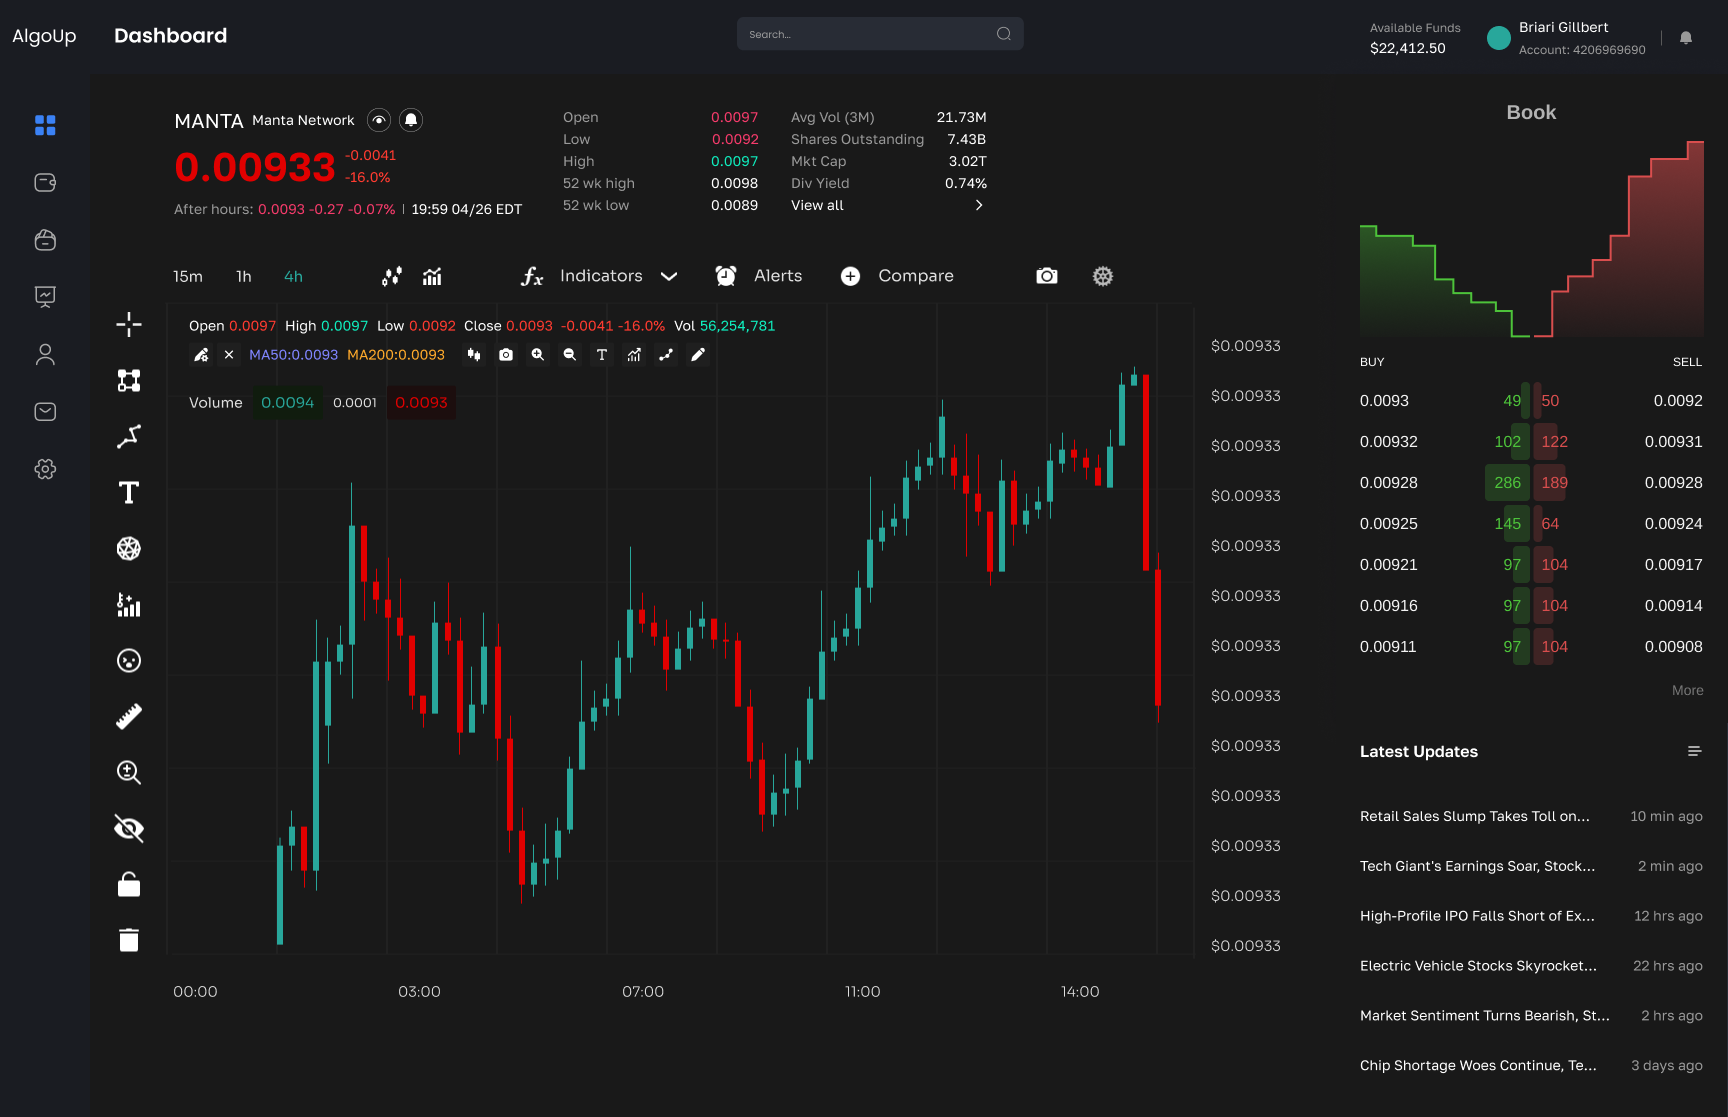 AlgoUp
Dashboard
Search...
Available Funds
$22,412.50
Briari Gillbert
Account: 4206969690
MANTA Manta Network
0.00933
-0.0041
-16.0%
After hours: 0.0093 -0.27 -0.07% | 19:59 04/26 EDT
Open 0.0097
Low 0.0092
High 0.0097
52 wk high 0.0098
52 wk low 0.0089
Avg Vol (3M) 21.73M
Shares Outstanding 7.43B
Mkt Cap 3.02T
Div Yield 0.74%
View all
15m 1h 4h
fx Indicators
Alerts
Compare
Open 0.0097 High 0.0097 Low 0.0092 Close 0.0093 -0.0041 -16.0% Vol 56,254,781
MA50:0.0093 MA200:0.0093
T
Volume 0.0094 0.0001 0.0093
T
$0.00933
$0.00933
$0.00933
$0.00933
$0.00933
$0.00933
$0.00933
$0.00933
$0.00933
$0.00933
$0.00933
$0.00933
$0.00933
00:00 03:00 07:00 11:00 14:00
Book
BUY SELL
0.0093 49 50 0.0092
0.00932 102 122 0.00931
0.00928 286 189 0.00928
0.00925 145 64 0.00924
0.00921 97 104 0.00917
0.00916 97 104 0.00914
0.00911 97 104 0.00908
More
Latest Updates
Retail Sales Slump Takes Toll on... 10 min ago
Tech Giant's Earnings Soar, Stock... 2 min ago
High-Profile IPO Falls Short of Ex... 12 hrs ago
Electric Vehicle Stocks Skyrocket... 22 hrs ago
Market Sentiment Turns Bearish, St... 2 hrs ago
Chip Shortage Woes Continue, Te... 3 days ago